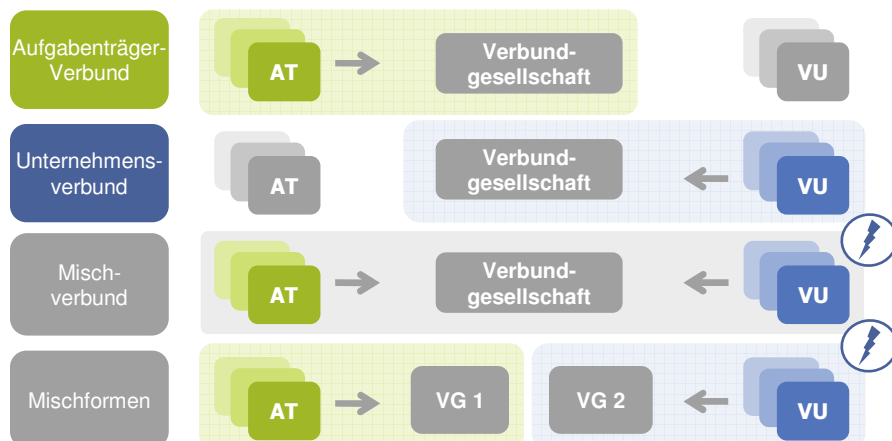 Aufgabenträger-
Verbund
AT
Verbund-
gesellschaft
VU
Unternehmens-
verbund
AT
Verbund-
gesellschaft
VU
Misch-
verbund
AT
Verbund-
gesellschaft
VU
Mischformen
AT
VG 1
VG 2
VU